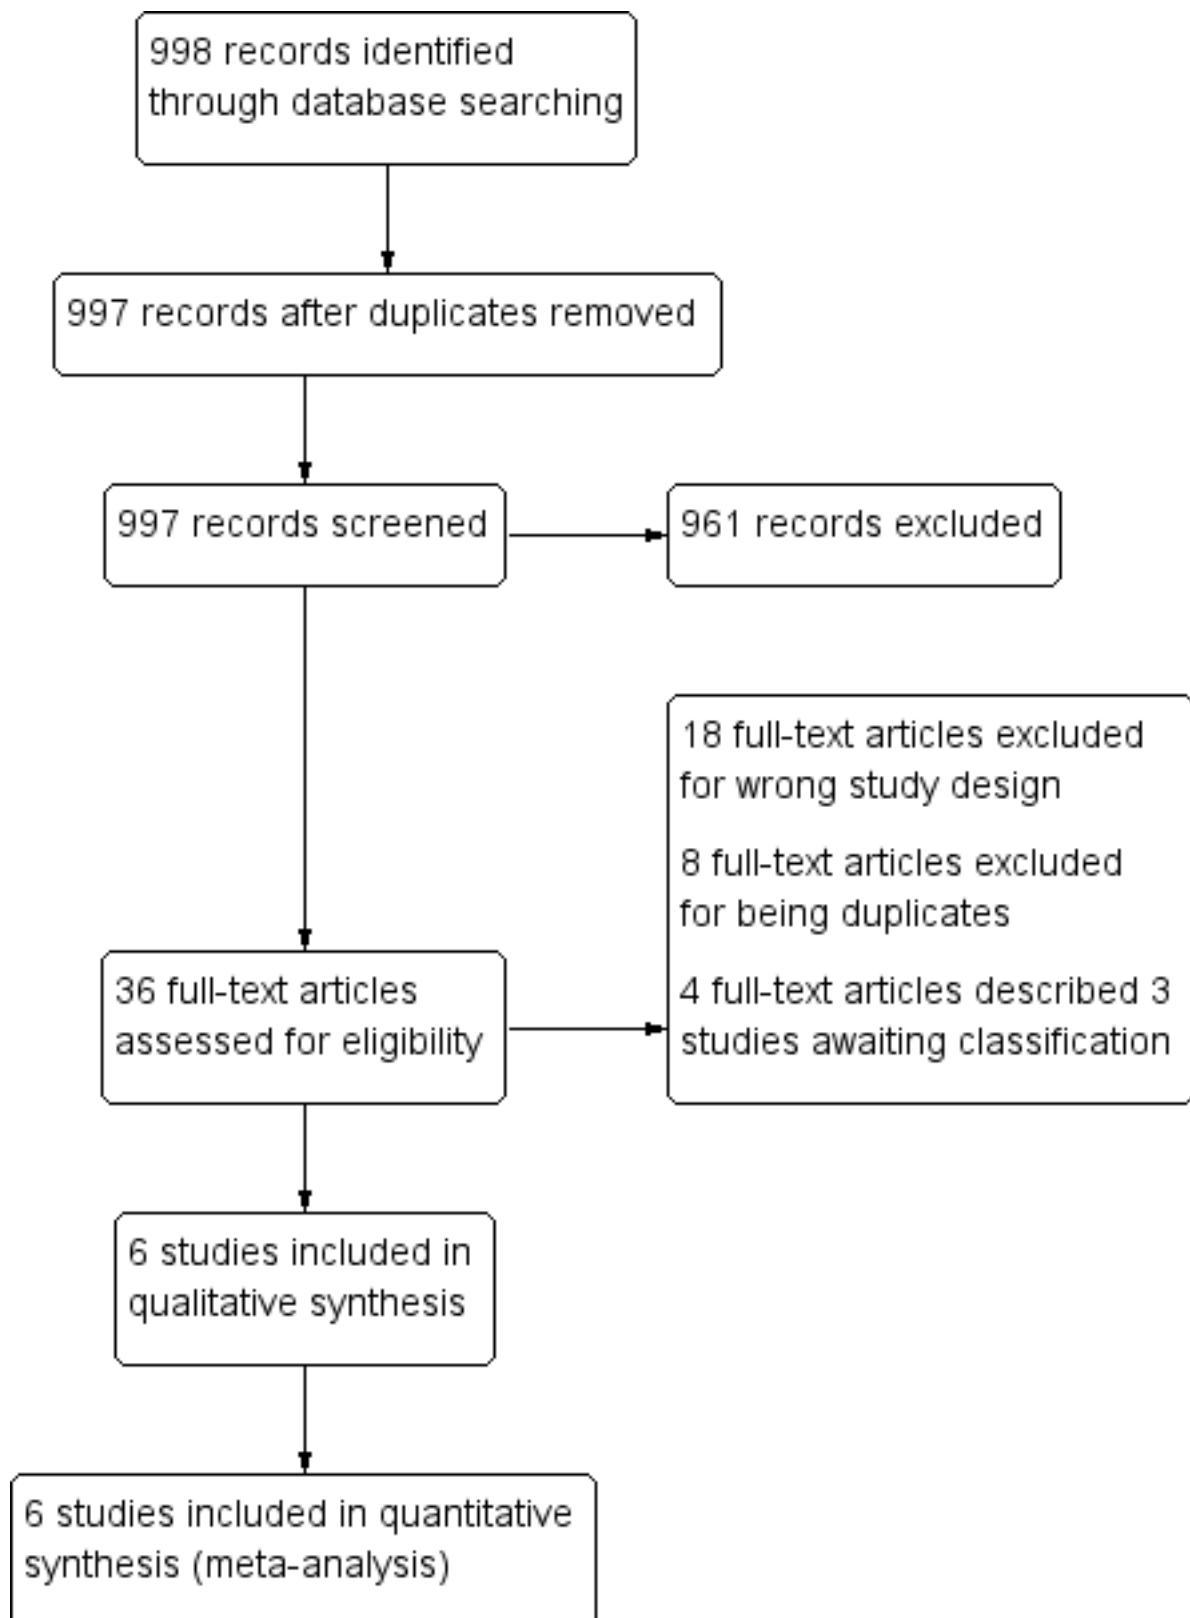 998 records identified
through database searching
997 records after duplicates removed
997 records screened
961 records excluded
18 full-text articles excluded
for wrong study design
8 full-text articles excluded
for being duplicates
4 full-text articles described 3
studies awaiting classification
36 full-text articles
assessed for eligibility
6 studies included in
qualitative synthesis
6 studies included in quantitative
synthesis (meta-analysis)